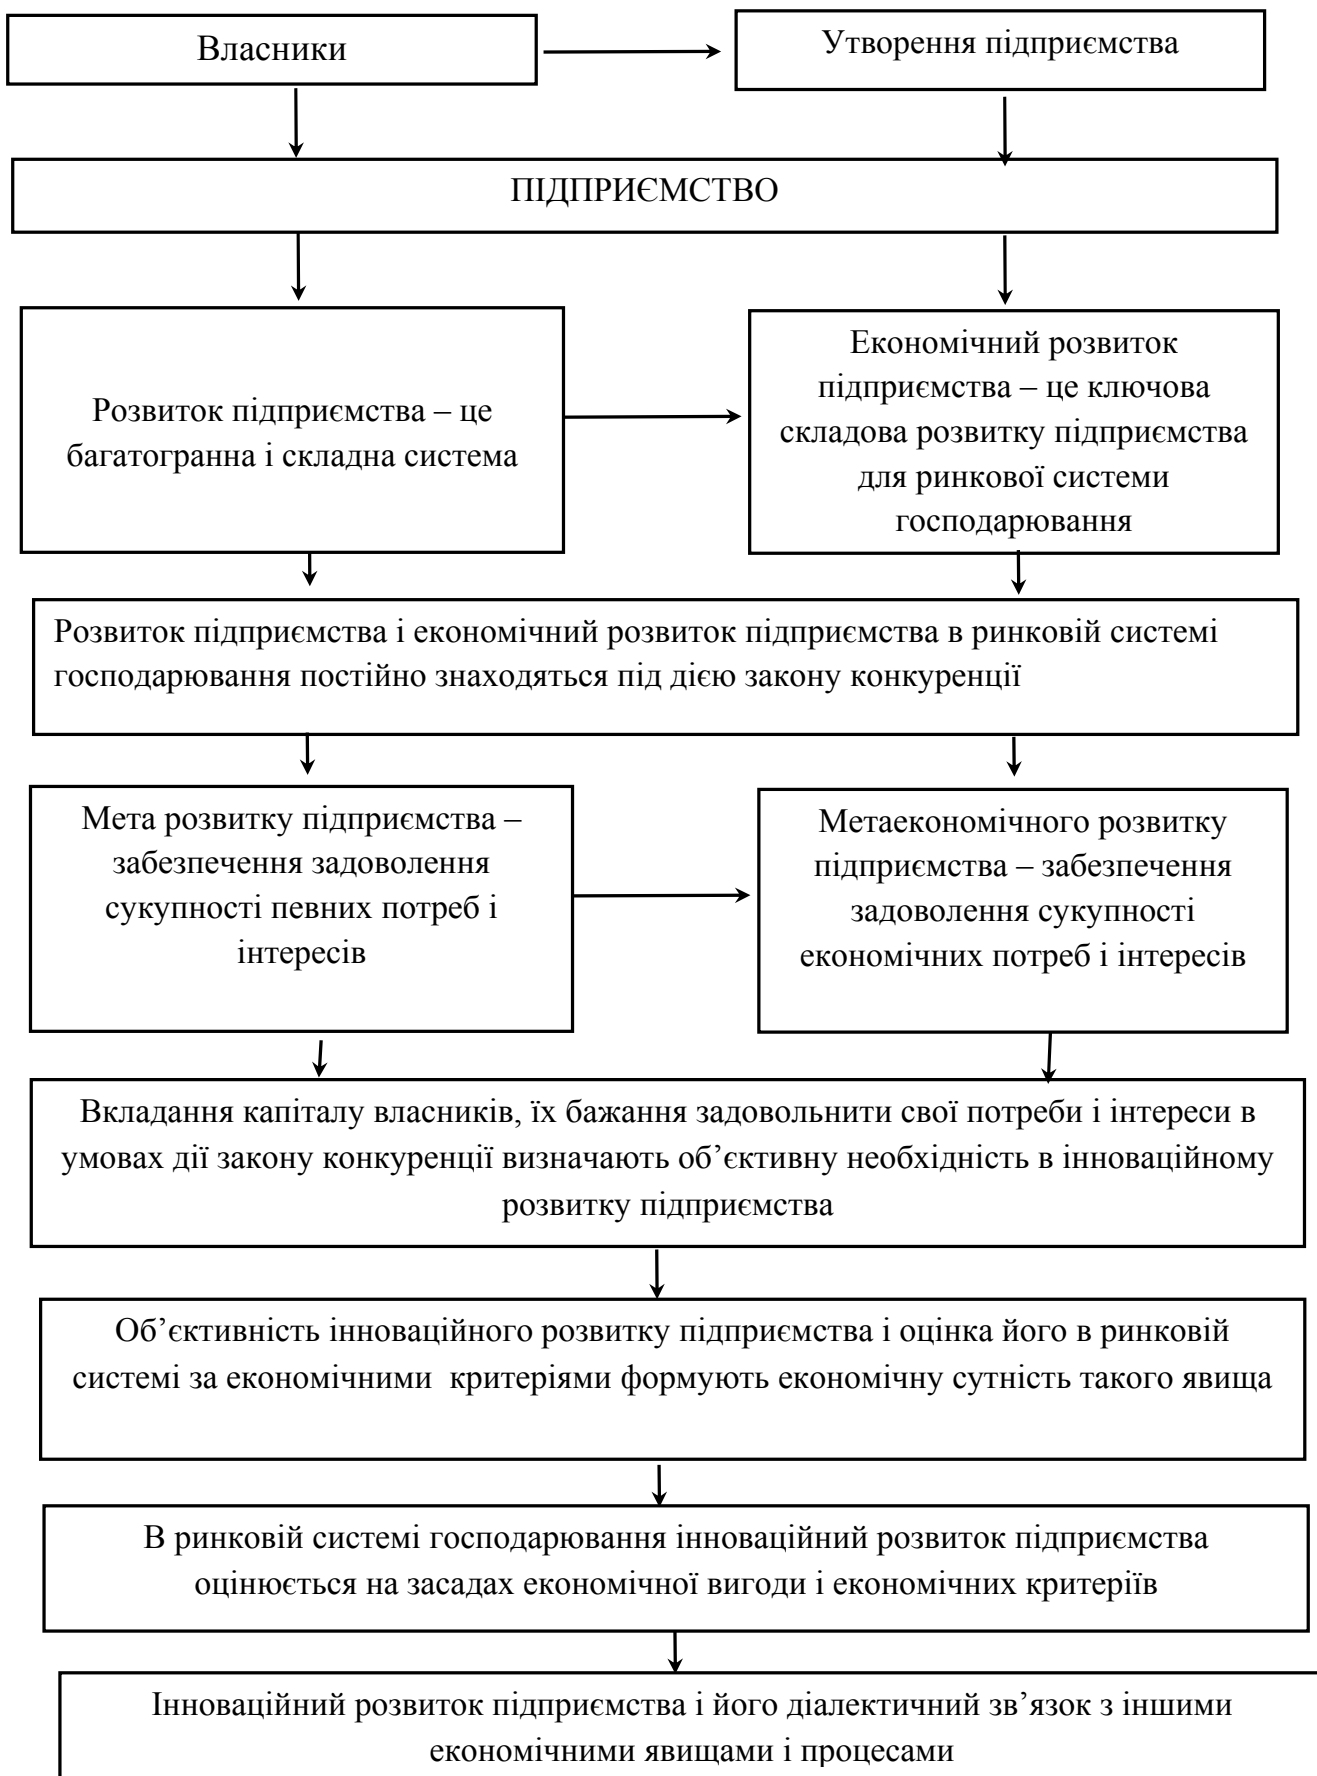 Власники
Утворення підприємства
ПІДПРИЄМСТВО
Розвиток підприємства – це
багатогранна і складна система
Економічний розвиток
підприємства – це ключова
складова розвитку підприємства
для ринкової системи
господарювання
Розвиток підприємства і економічний розвиток підприємства в ринковій системі
господарювання постійно знаходяться під дією закону конкуренції
Мета розвитку підприємства –
забезпечення задоволення
сукупності певних потреб і
інтересів
Метаекономічного розвитку
підприємства – забезпечення
задоволення сукупності
економічних потреб і інтересів
Вкладання капіталу власників, їх бажання задовольнити свої потреби і інтереси в
умовах дії закону конкуренції визначають об’єктивну необхідність в інноваційному
розвитку підприємства
Об’єктивність інноваційного розвитку підприємства і оцінка його в ринковій
системі за економічними  критеріями формують економічну сутність такого явища
В ринковій системі господарювання інноваційний розвиток підприємства
оцінюється на засадах економічної вигоди і економічних критеріїв
Інноваційний розвиток підприємства і його діалектичний зв’язок з іншими
економічними явищами і процесами